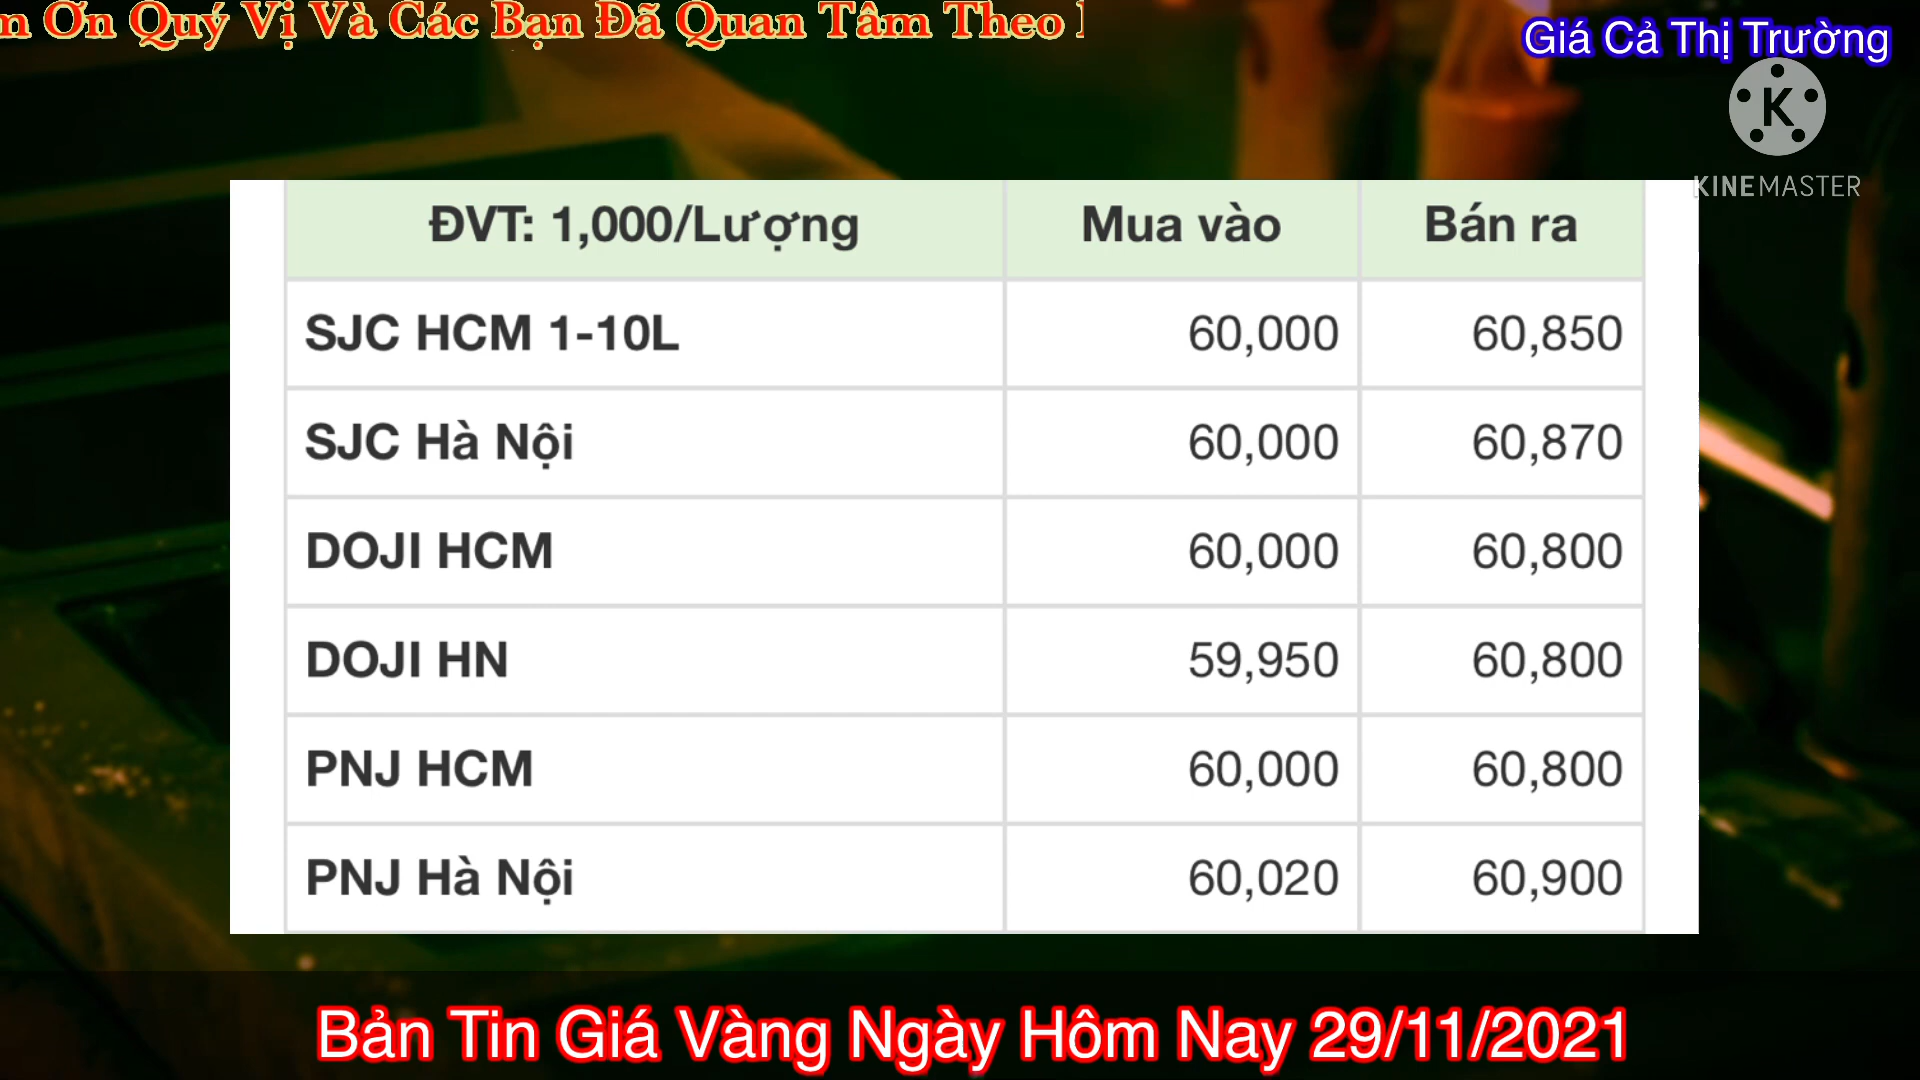 Ơn Quý Vị Và Các Bạn Đã Quan Tâm Theo
Giá Cả Thị Trường
K
KINEMASTER
ĐVT: 1,000/Lượng Mua vào Bán ra
SJC HCM 1-10L 60,000 60,850
SJC Hà Nội 60,000 60,870
DOJI HCM 60,000 60,800
DOJI HN 59,950 60,800
PNJ HCM 60,000 60,800
PNJ Hà Nội 60,020 60,900
Bản Tin Giá Vàng Ngày Hôm Nay 29/11/2021